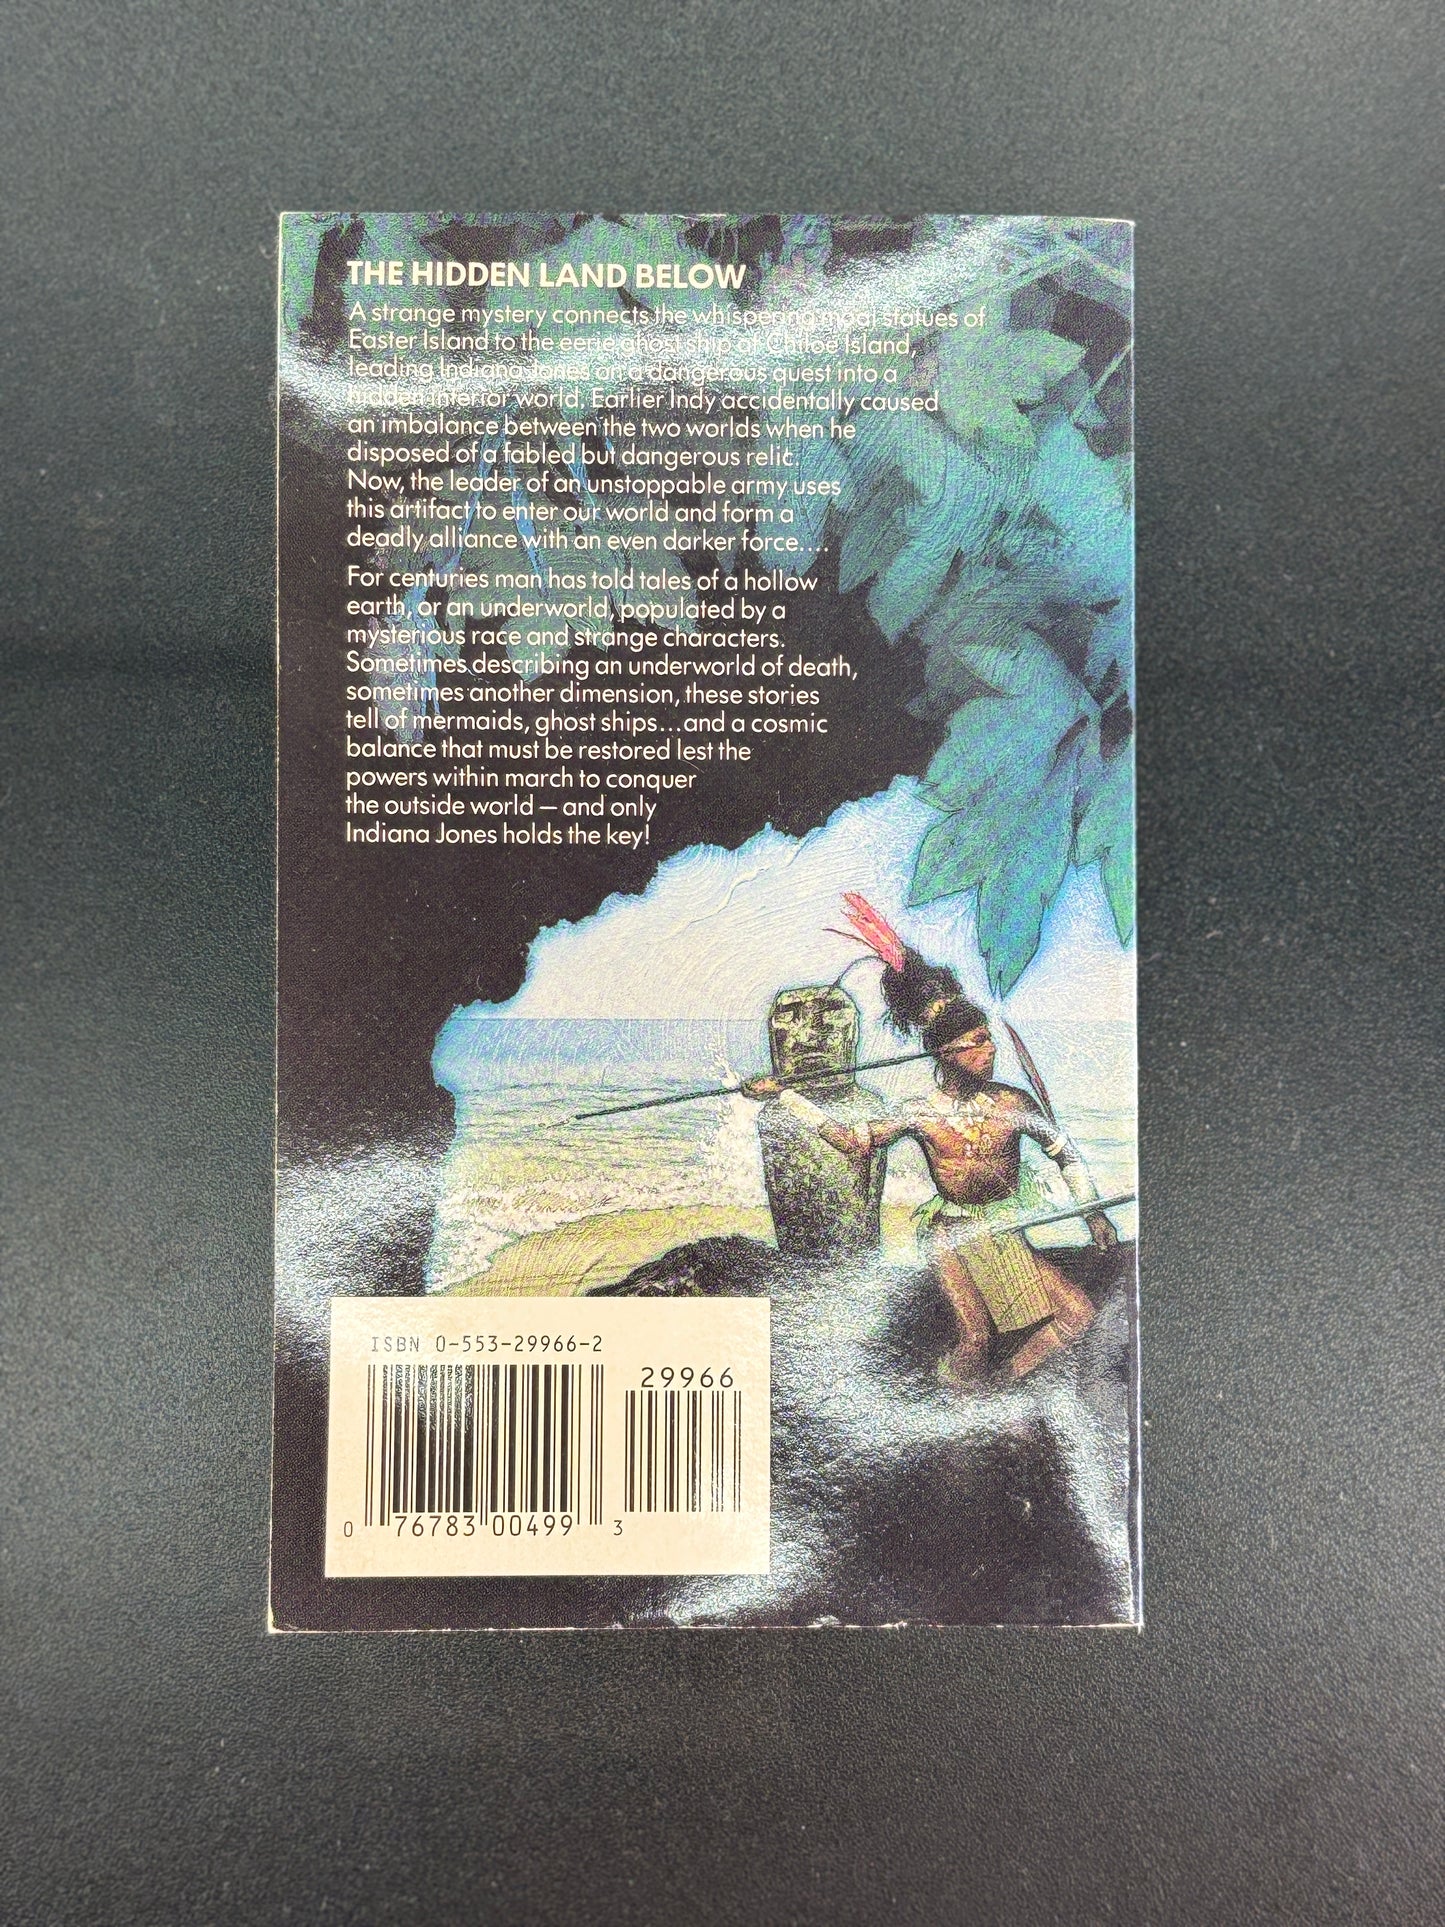 THE HIDDEN LAND BELOW
A strange mystery connects the whispering moai statues of
Easter Island to the eerie ghost ship of Chiloe Island,
leading Indiana Jones on a dangerous quest into a
hidden interior world. Earlier Indy accidentally caused
an imbalance between the two worlds when he
disposed of a fabled but dangerous relic.
Now, the leader of an unstoppable army uses
this artifact to enter our world and form a
deadly alliance with an even darker force....
For centuries man has told tales of a hollow
earth, or an underworld, populated by a
mysterious race and strange characters.
Sometimes describing an underworld of death,
sometimes another dimension, these stories
tell of mermaids, ghost ships...and a cosmic
balance that must be restored lest the
powers within march to conquer
the outside world — and only
Indiana Jones holds the key!
ISBN 0-553-29966-2
29966
0 76783 00499 3